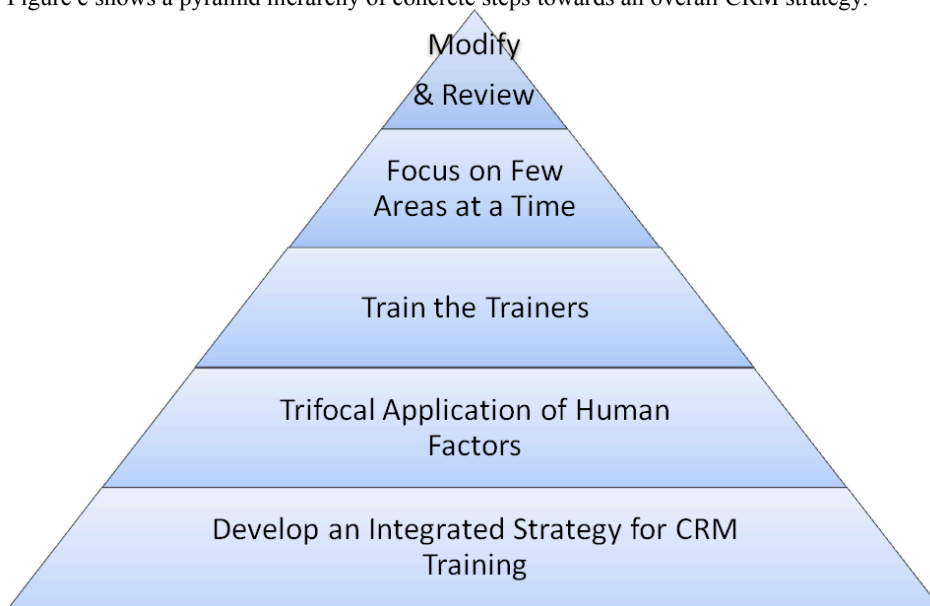 Figure e shows a pyramid hierarchy of concrete steps towards an overall CRM strategy.
Modify
& Review
Focus on Few
Areas at a Time
Train the Trainers
Trifocal Application of Human
Factors
Develop an Integrated Strategy for CRM
Training